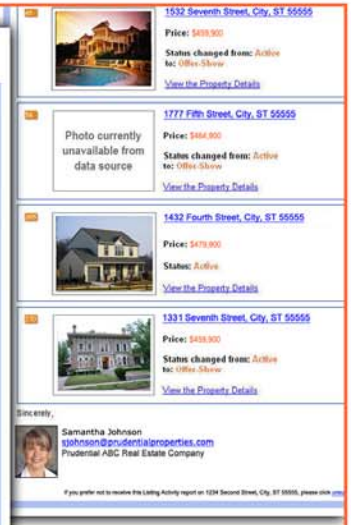 1532 Seventh Street, City, ST 55555
Price: $459,900
Status changed from: Active
to: Offer-Show
View the Property Details
Photo currently
unavailable from
data source
1777 Fifth Street, City, ST 55555
Price: $464,900
Status changed from: Active
to: Offer-Show
View the Property Details
1432 Fourth Street, City, ST 55555
Price: $479,900
Status: Active
View the Property Details
1331 Seventh Street, City, ST 55555
Price: $459,900
Status changed from: Active
to: Offer-Show
View the Property Details
Sincerely,
Samantha Johnson
sjohnson@prudentialproperties.com
Prudential ABC Real Estate Company
If you prefer not to receive this Listing Activity report on 1234 Second Street, City, ST 55555, please click